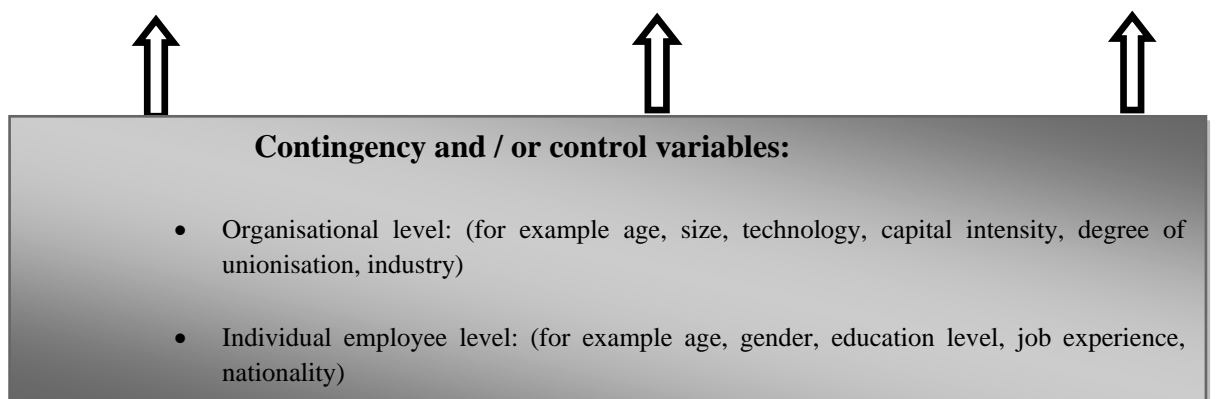 Contingency and / or control variables:
• Organisational level: (for example age, size, technology, capital intensity, degree of
unionisation, industry)
• Individual employee level: (for example age, gender, education level, job experience,
nationality)